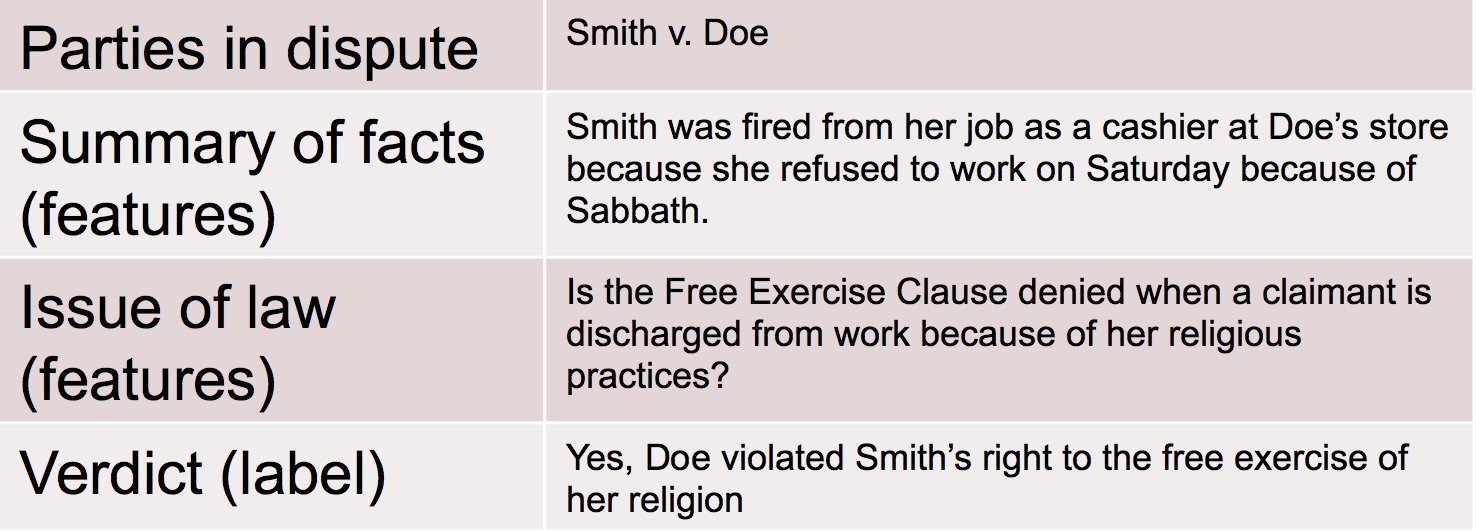 Parties in dispute
Smith v. Doe
Summary of facts
(features)
Smith was fired from her job as a cashier at Doe’s store
because she refused to work on Saturday because of
Sabbath.
Issue of law
(features)
Is the Free Exercise Clause denied when a claimant is
discharged from work because of her religious
practices?
Verdict (label)
Yes, Doe violated Smith’s right to the free exercise of
her religion